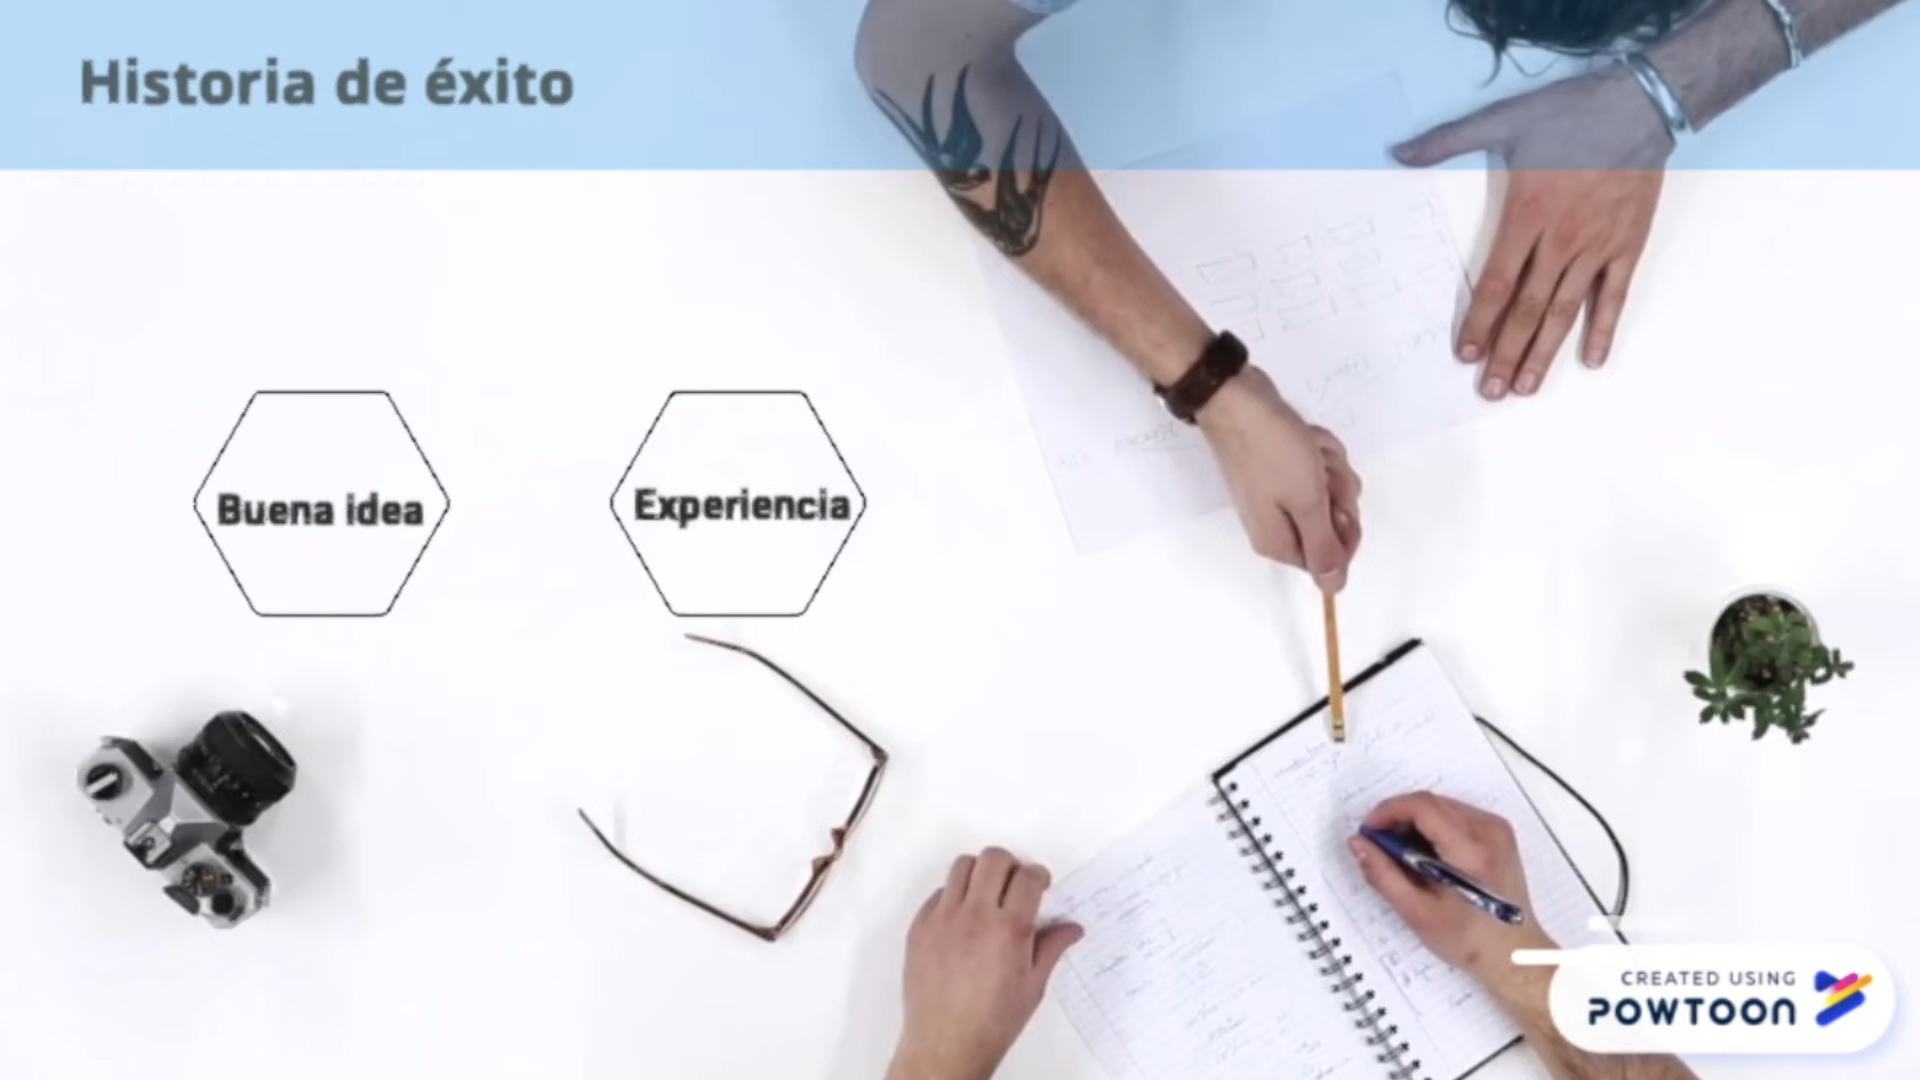 Historia de éxito
Buena idea
Experiencia
CREATED USING
POWTOON